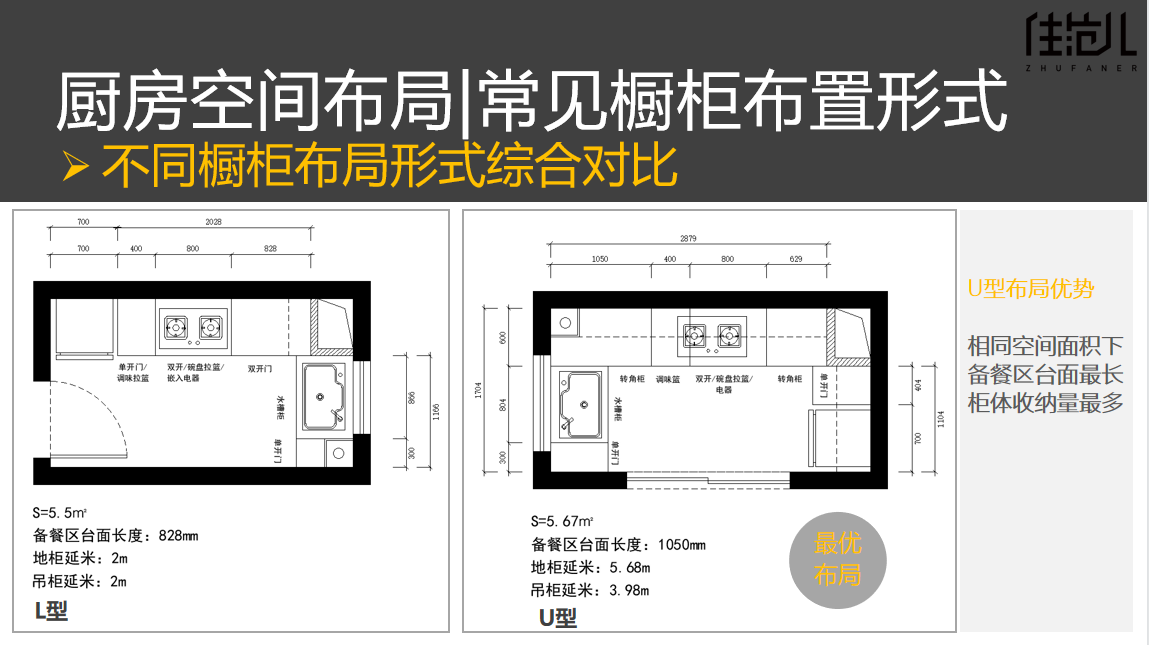 佳范儿
ZHUFANER
厨房空间布局|常见橱柜布置形式
不同橱柜布局形式综合对比
700 2028
700 400 800 828
单开门/
调味拉篮
双开/碗盘拉篮/
嵌入电器
双开门
水槽柜
单开门
866
1166
300
S=5.5㎡
备餐区台面长度：828mm
地柜延米：2m
吊柜延米：2m
L型
2879
1050 400 800 629
600
1704
804
300
转角柜
调味篮
双开/碗盘拉篮/
电器
转角柜
单开门
水槽柜
单开门
404
1104
700
S=5.67㎡
备餐区台面长度：1050mm
地柜延米：5.68m
吊柜延米：3.98m
U型
最优
布局
U型布局优势
相同空间面积下
备餐区台面最长
柜体收纳量最多